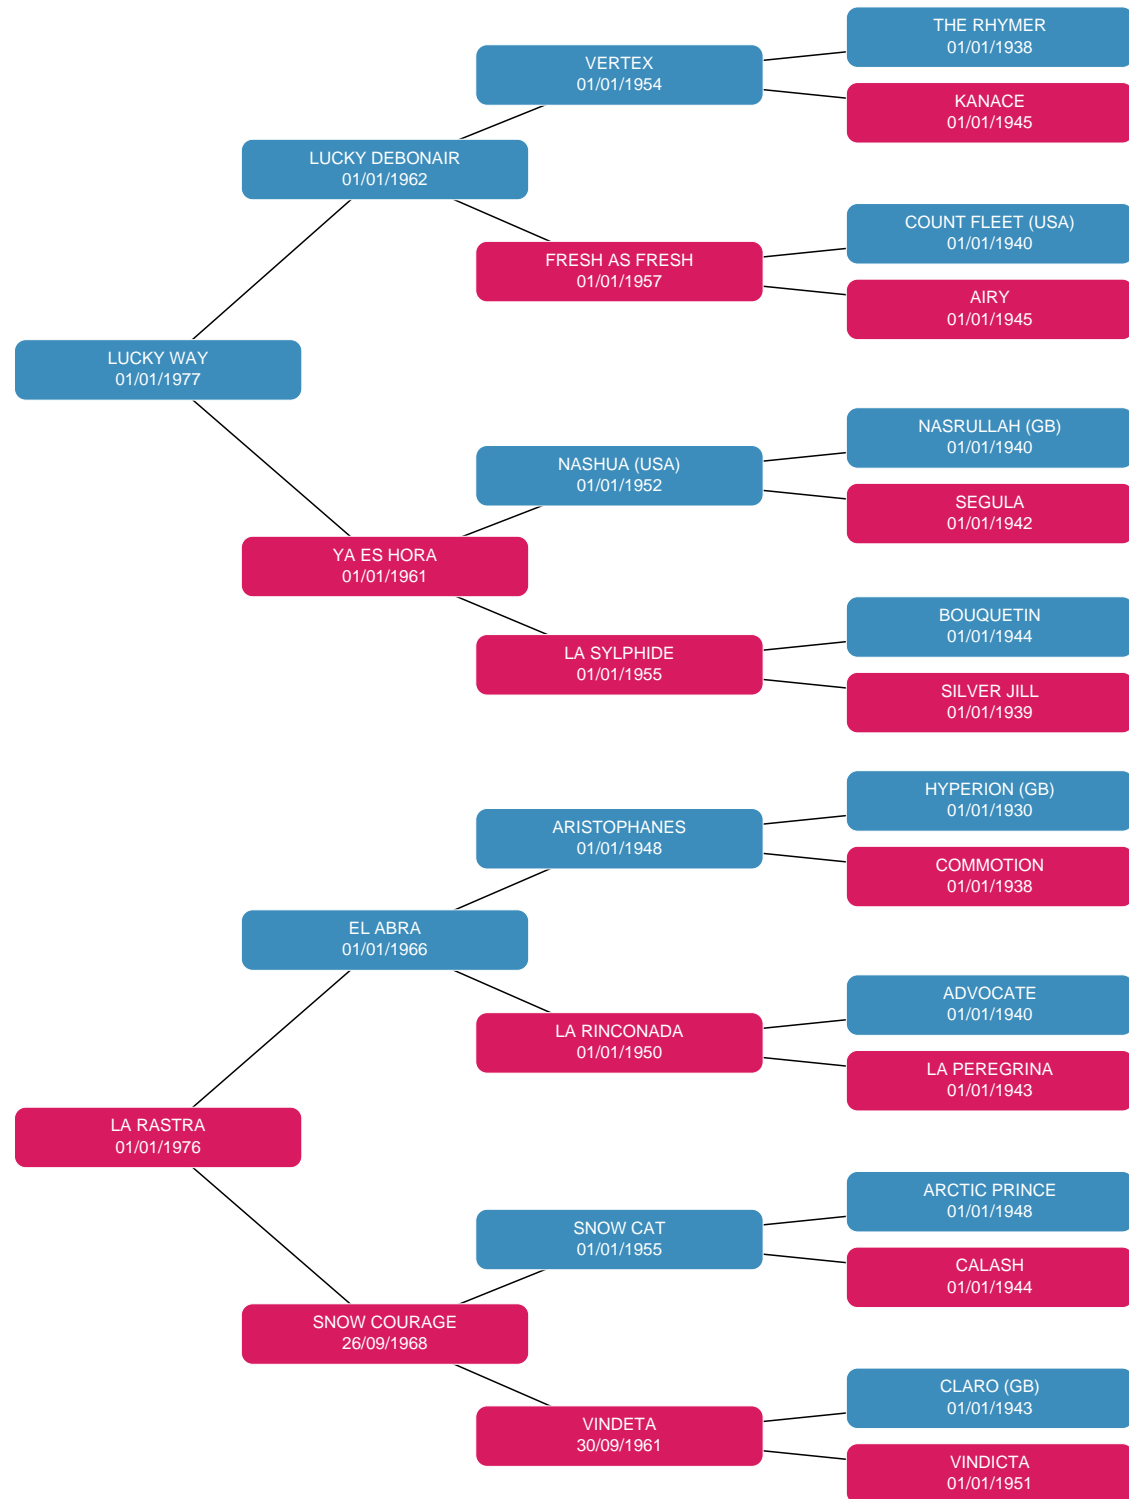 THE RHYMER
01/01/1938
VERTEX
01/01/1954
KANACE
01/01/1945
LUCKY DEBONAIR
01/01/1962
COUNT FLEET (USA)
01/01/1940
FRESH AS FRESH
01/01/1957
AIRY
01/01/1945
LUCKY WAY
01/01/1977
NASRULLAH (GB)
01/01/1940
NASHUA (USA)
01/01/1952
SEGULA
01/01/1942
YA ES HORA
01/01/1961
BOUQUETIN
01/01/1944
LA SYLPHIDE
01/01/1955
SILVER JILL
01/01/1939
HYPERION (GB)
01/01/1930
ARISTOPHANES
01/01/1948
COMMOTION
01/01/1938
EL ABRA
01/01/1966
ADVOCATE
01/01/1940
LA RINCONADA
01/01/1950
LA PEREGRINA
01/01/1943
LA RASTRA
01/01/1976
ARCTIC PRINCE
01/01/1948
SNOW CAT
01/01/1955
CALASH
01/01/1944
SNOW COURAGE
26/09/1968
CLARO (GB)
01/01/1943
VINDETA
30/09/1961
VINDICTA
01/01/1951